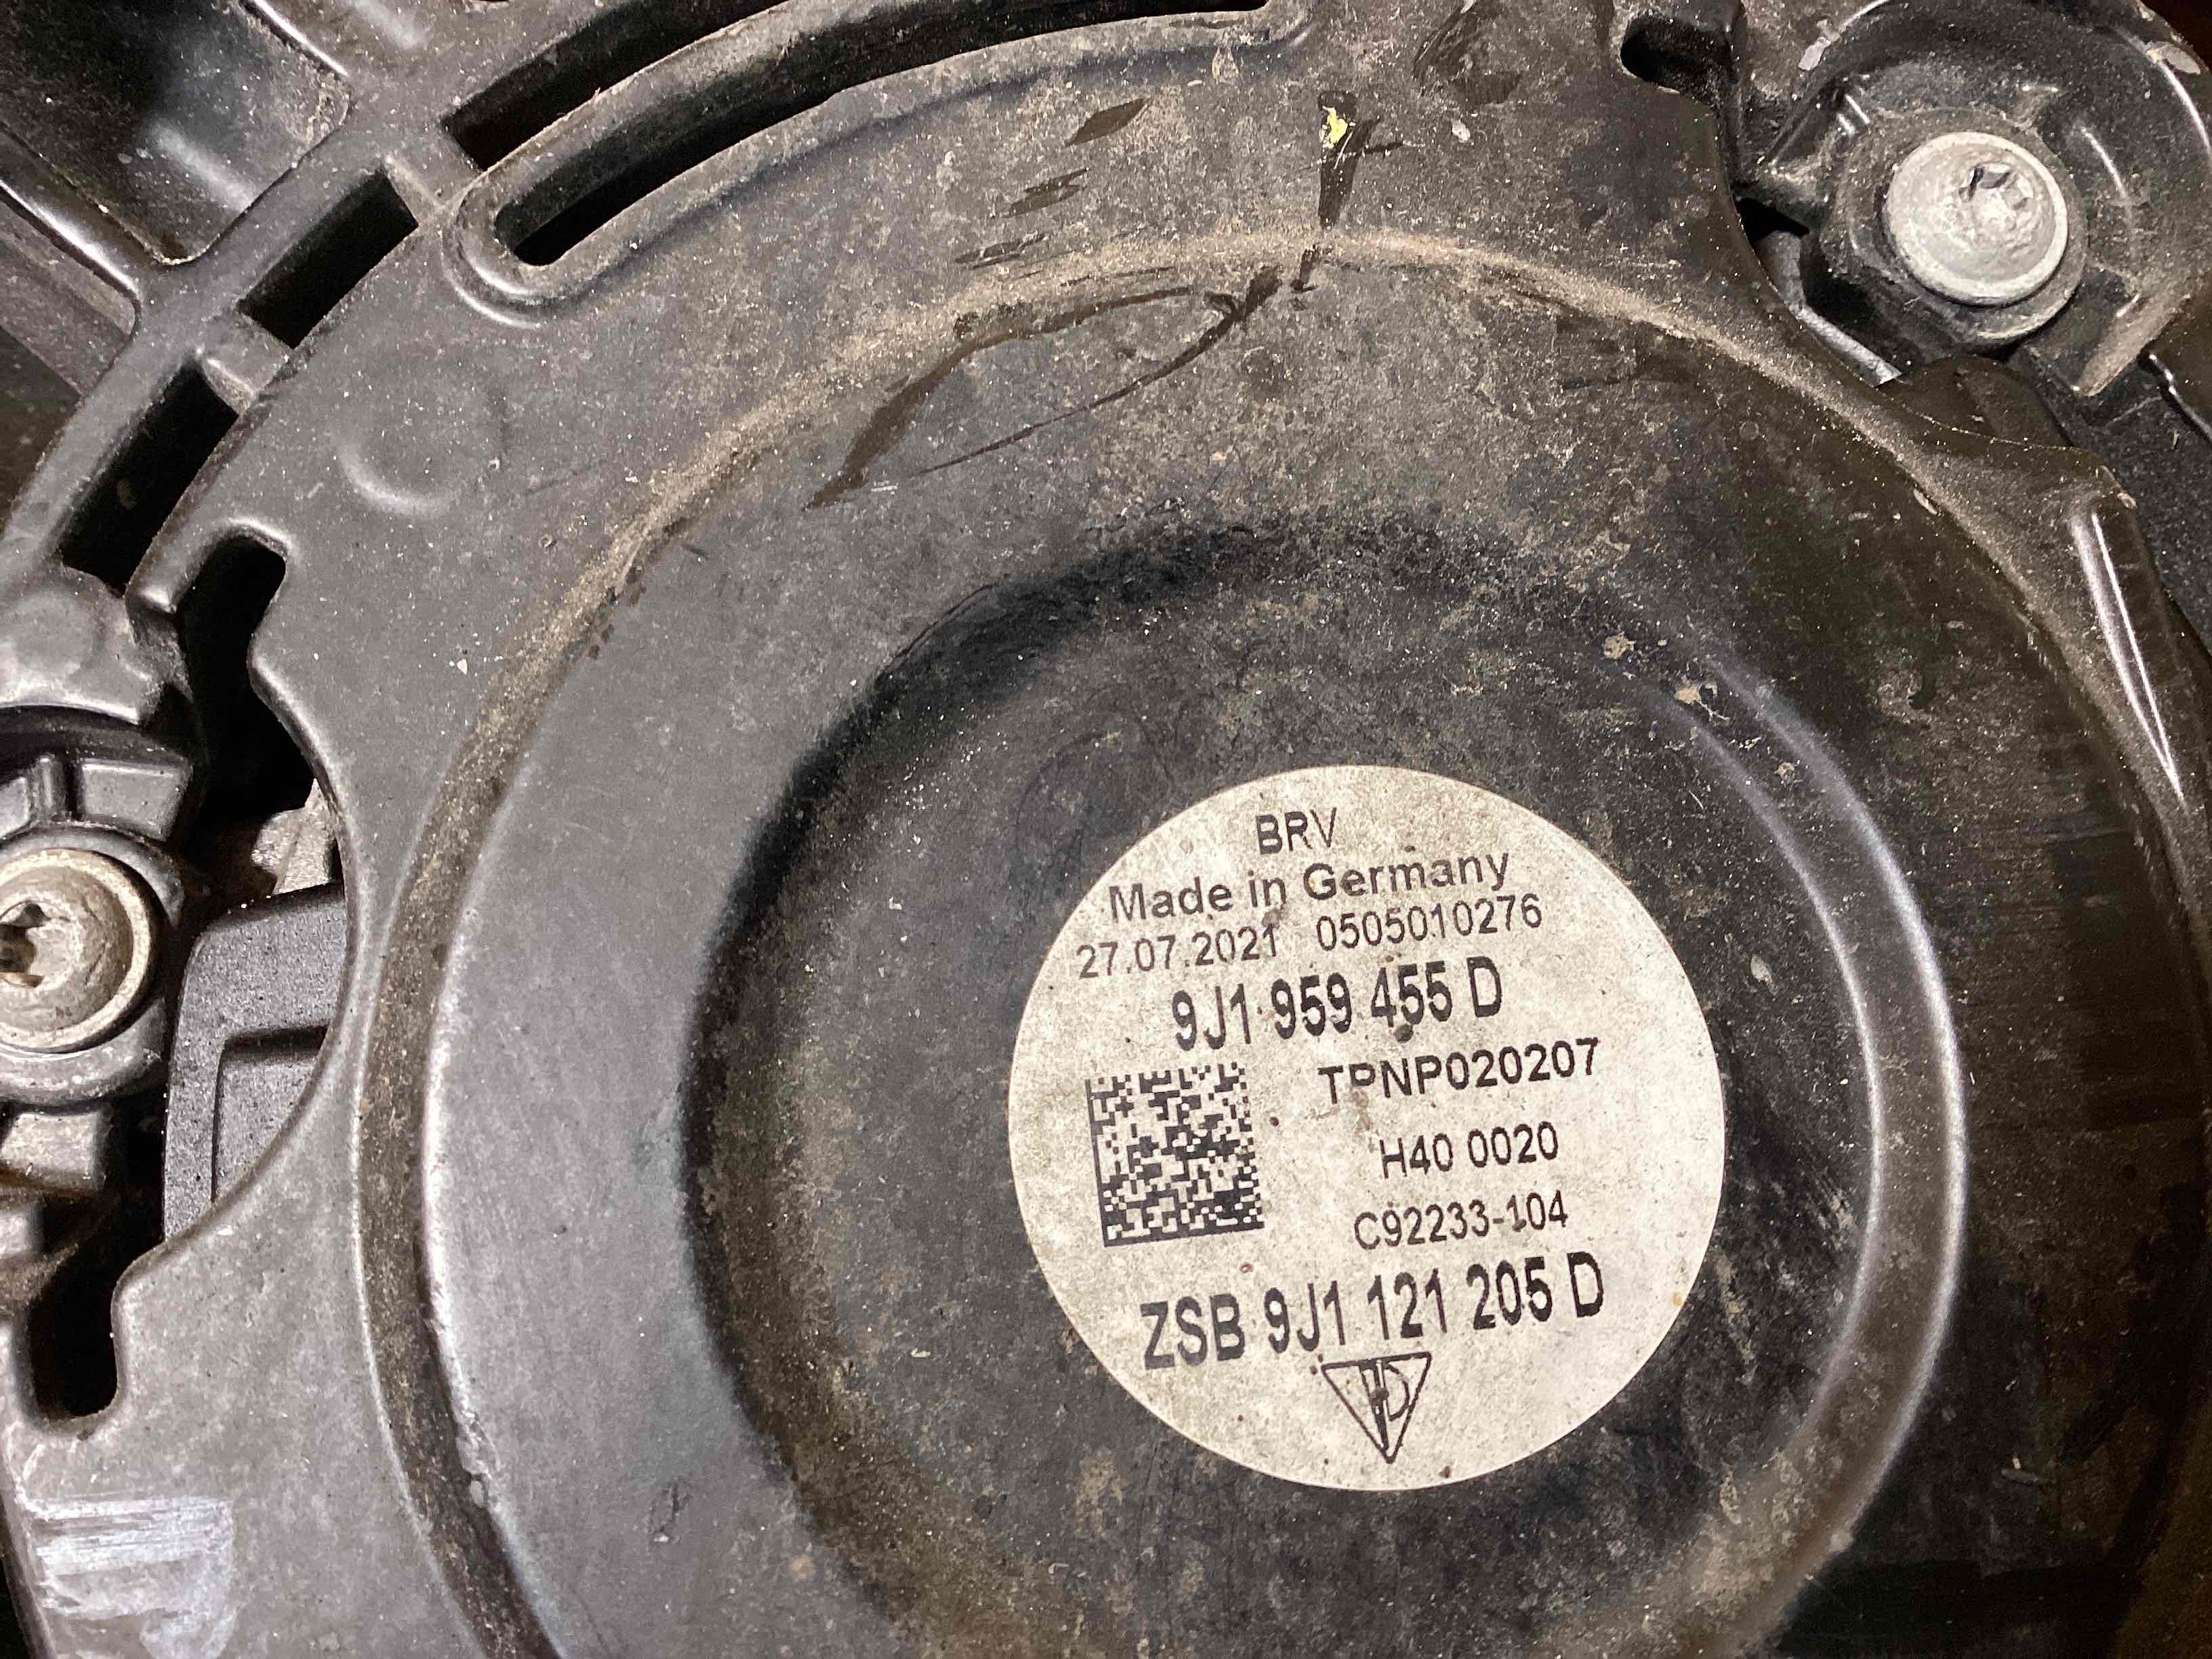 BRV
Made in Germany
27.07.2021 0505010276
9J1 959 455 D
TPNP020207
H40 0020
C92233-104
ZSB 9J1 121 205 D